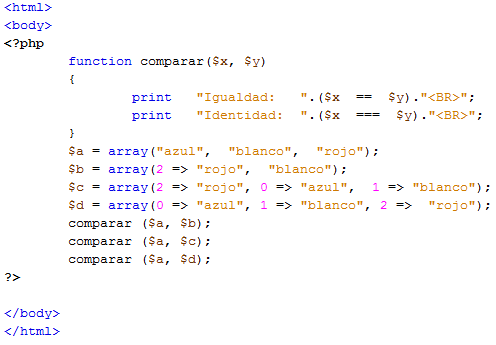 <html>
<body>
<?php
function comparar($x, $y)
{
print "Igualdad: ".($x == $y)."<BR>";
print "Identidad: ".($x === $y)."<BR>";
}
$a = array("azul", "blanco", "rojo");
$b = array(2 => "rojo", "blanco");
$c = array(2 => "rojo", 0 => "azul", 1 => "blanco");
$d = array(0 => "azul", 1 => "blanco", 2 => "rojo");
comparar ($a, $b);
comparar ($a, $c);
comparar ($a, $d);
?>
</body>
</html>